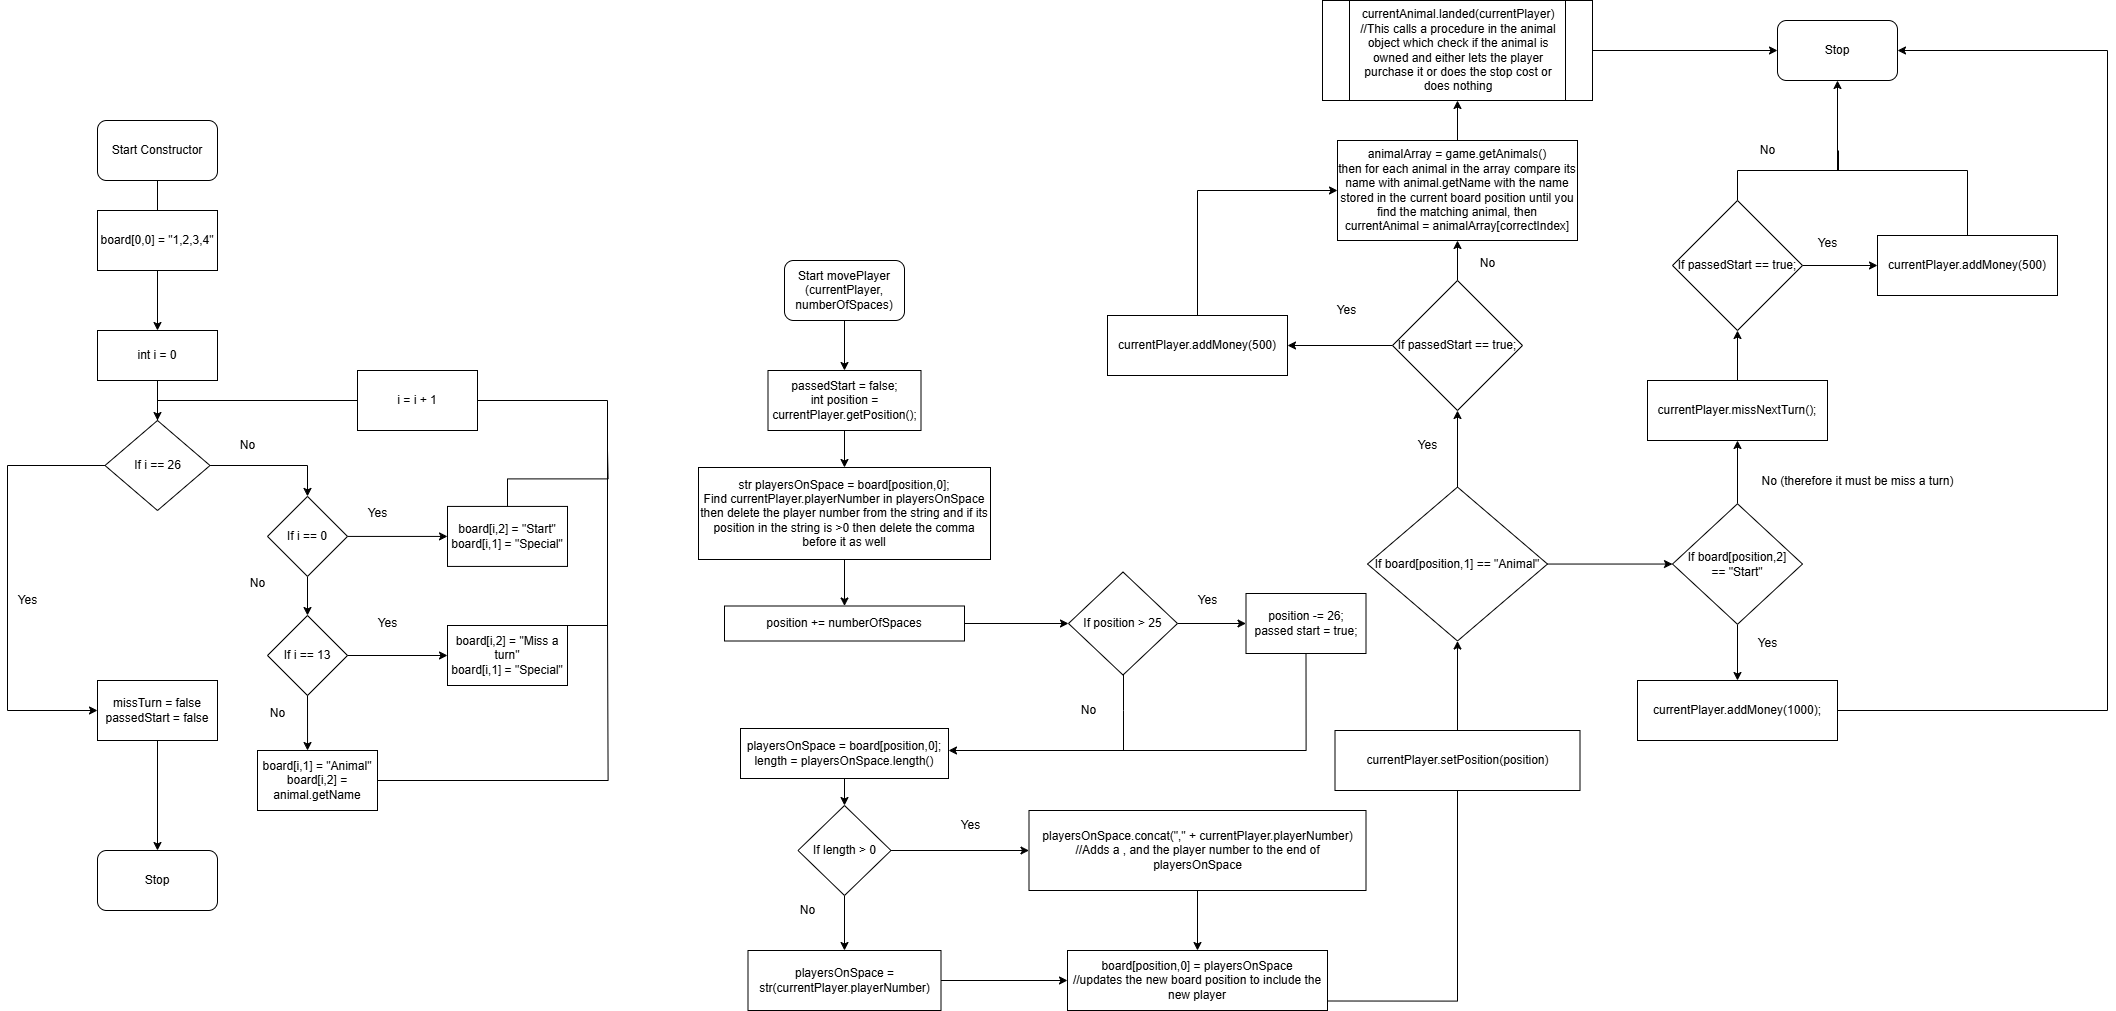 Start Constructor
board[0,0] = "1,2,3,4"
int i = 0
i = i + 1
If i == 26
No
Yes
If i == 0
Yes
board[i,2] = "Start"
board[i,1] = "Special"
No
If i == 13
Yes
board[i,2] = "Miss a
turn"
board[i,1] = "Special"
No
board[i,1] = "Animal"
board[i,2] =
animal.getName
missTurn = false
passedStart = false
Stop
Start movePlayer
(currentPlayer,
numberOfSpaces)
passedStart = false;
int position =
currentPlayer.getPosition();
str playersOnSpace = board[position,0];
Find currentPlayer.playerNumber in playersOnSpace
then delete the player number from the string and if its
position in the string is >0 then delete the comma
before it as well
position += numberOfSpaces
If position > 25
Yes
position -= 26;
passed start = true;
No
playersOnSpace = board[position,0];
length = playersOnSpace.length()
If length > 0
Yes
playersOnSpace.concat("," + currentPlayer.playerNumber)
//Adds a , and the player number to the end of
playersOnSpace
No
playersOnSpace =
str(currentPlayer.playerNumber)
board[position,0] = playersOnSpace
//updates the new board position to include the
new player
currentPlayer.setPosition(position)
If board[position,1] == "Animal"
Yes
If passedStart == true;
Yes
currentPlayer.addMoney(500)
No
animalArray = game.getAnimals()
then for each animal in the array compare its
name with animal.getName with the name
stored in the current board position until you
find the matching animal, then
currentAnimal = animalArray[correctIndex]
currentAnimal.landed(currentPlayer)
//This calls a procedure in the animal
object which check if the animal is
owned and either lets the player
purchase it or does the stop cost or
does nothing
Stop
If board[position,2]
== "Start"
No (therefore it must be miss a turn)
currentPlayer.missNextTurn();
If passedStart == true;
Yes
currentPlayer.addMoney(500)
No
Yes
currentPlayer.addMoney(1000);